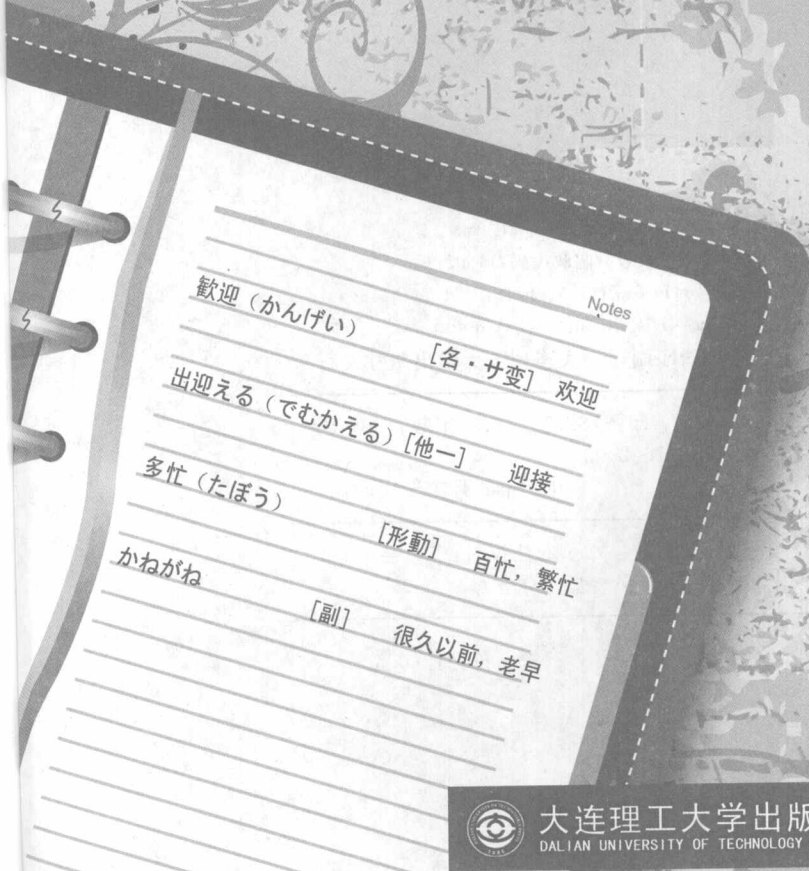 Notes
歓迎（かんげい） [名・サ变] 欢迎
出迎える（でむかえる）[他一] 迎接
多忙（たぼう） [形動] 百忙，繁忙
かねがね [副] 很久以前，老早
大连理工大学出版
DALIAN UNIVERSITY OF TECHNOLOGY